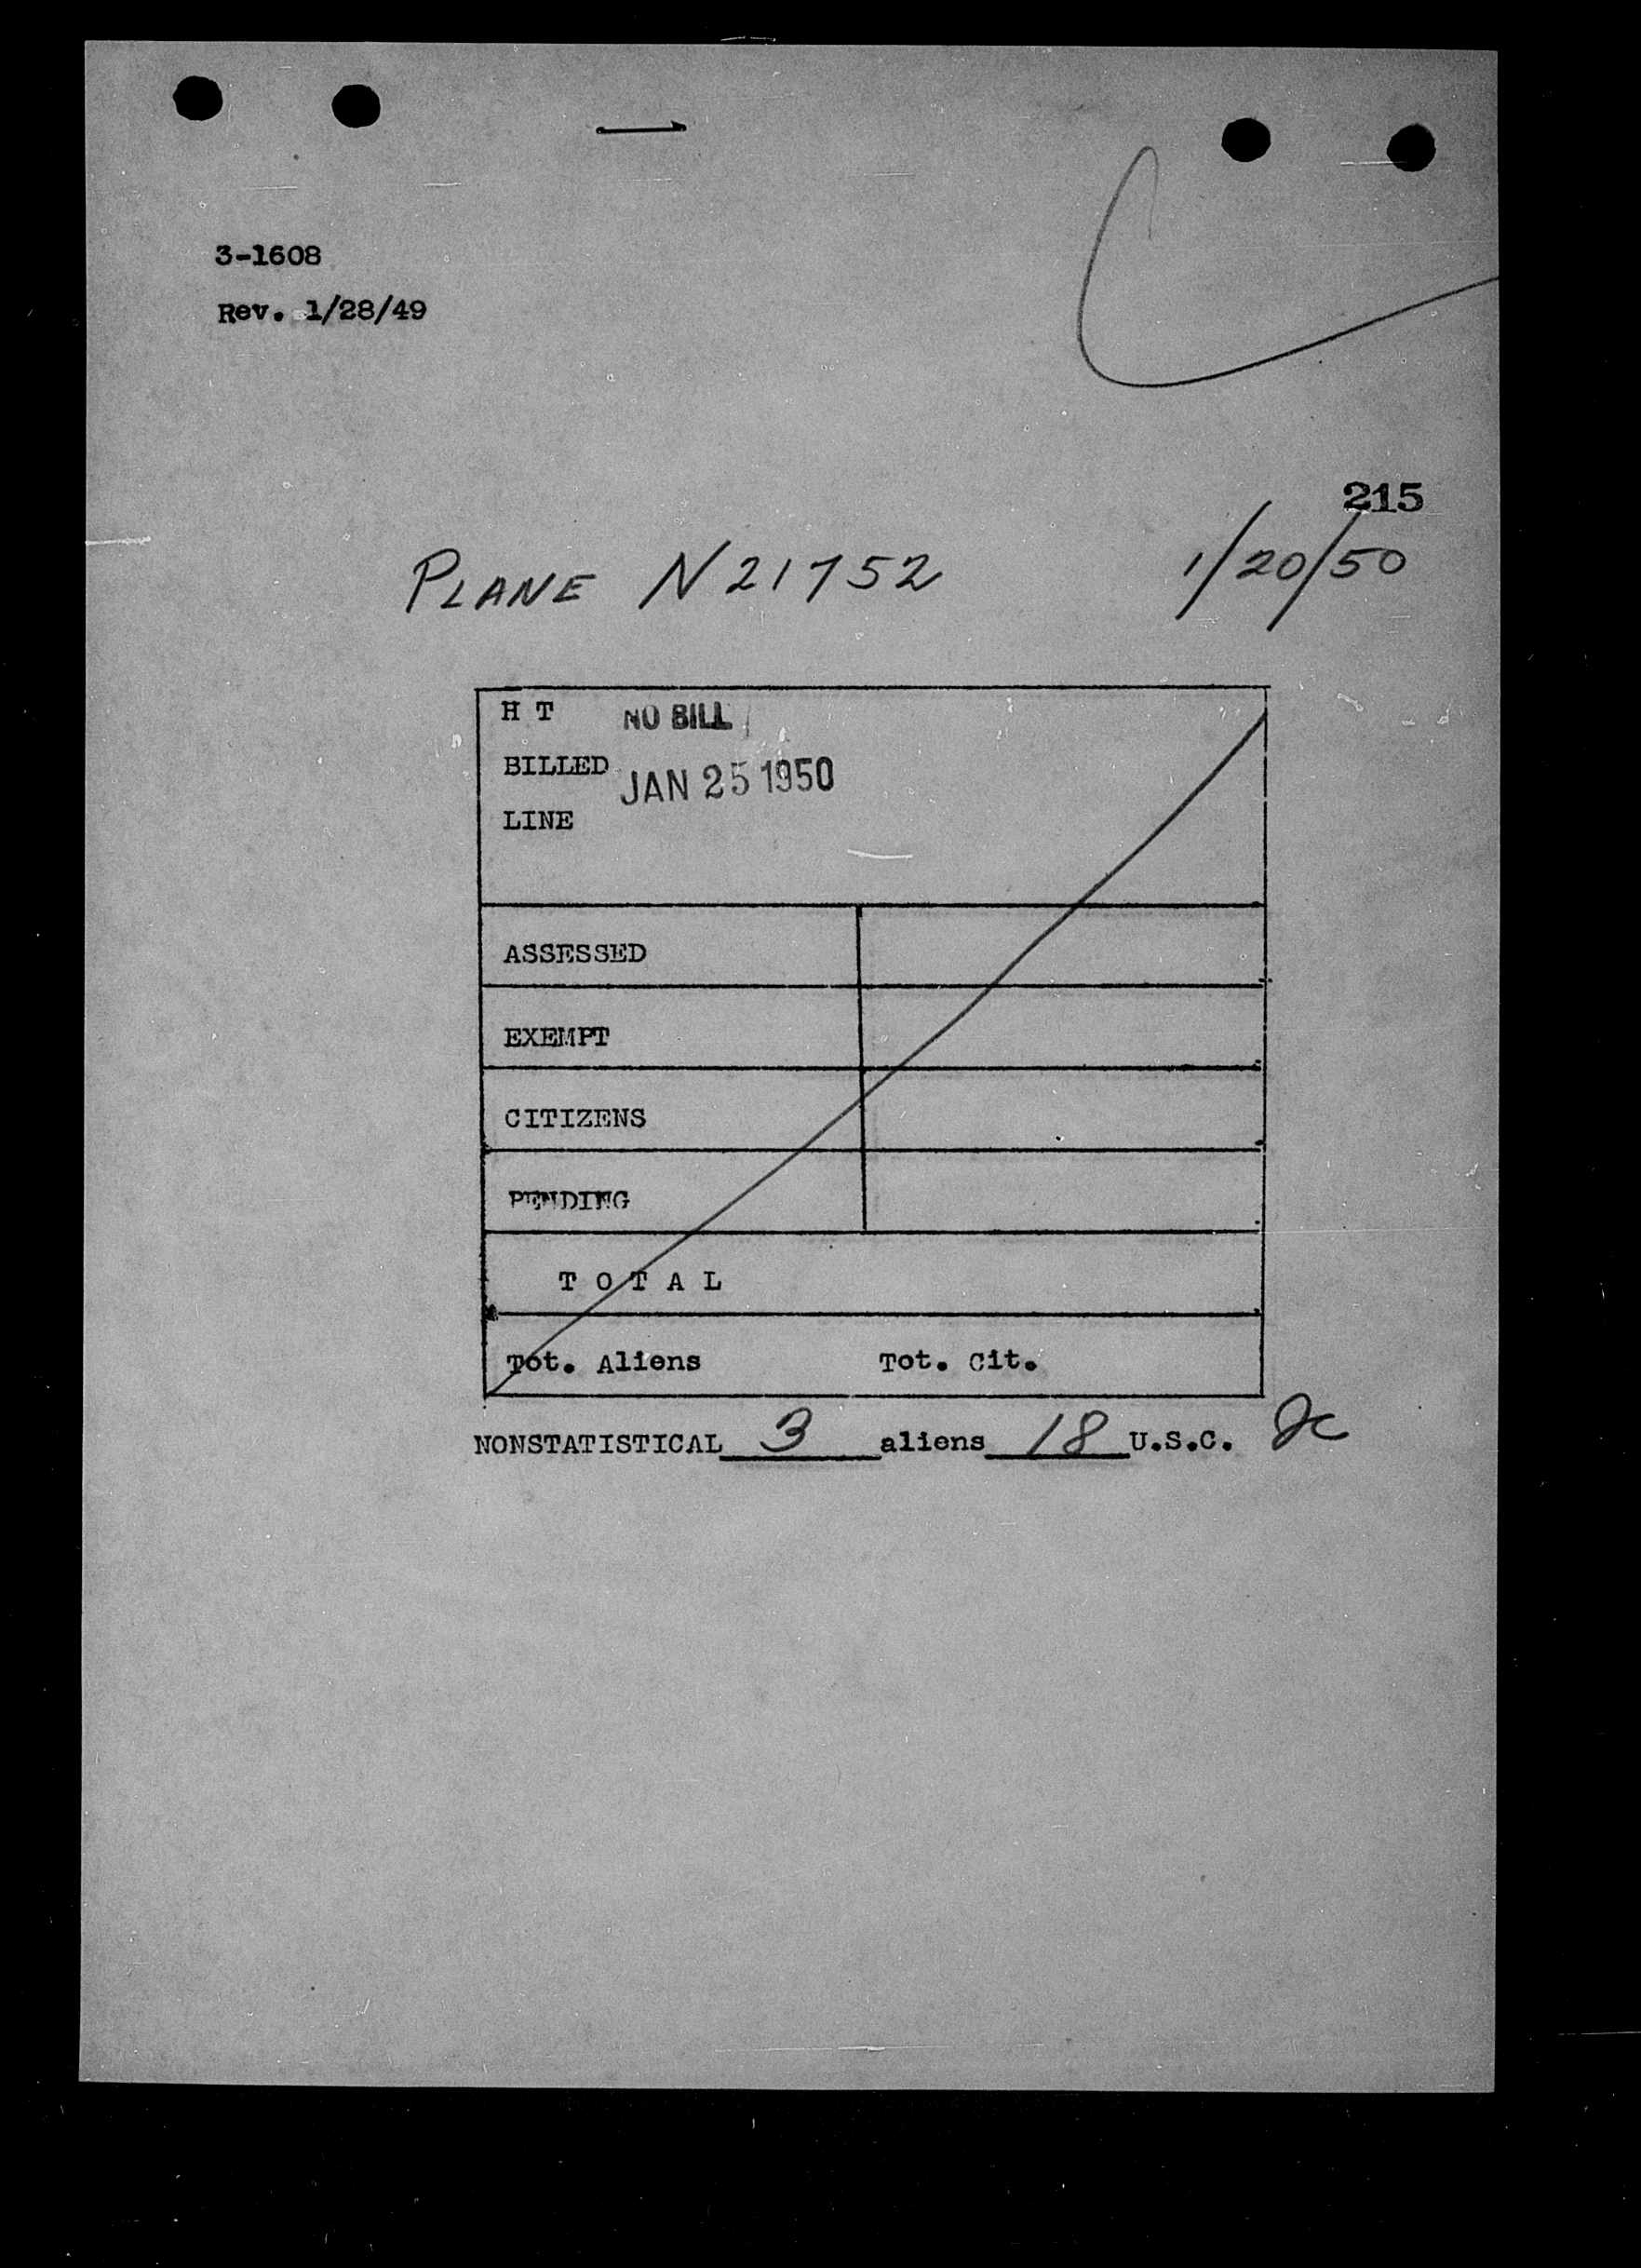 3-1608
Rev. 1/28/49
215
PLANE N21752 1/20/50
H T NO BILL
BILLED JAN 25 1950
LINE
ASSESSED
EXEMPT
CITIZENS
PENDING
T O T A L
Tot. Aliens Tot. Cit.
NONSTATISTICAL 3 aliens 18 U.S.C.